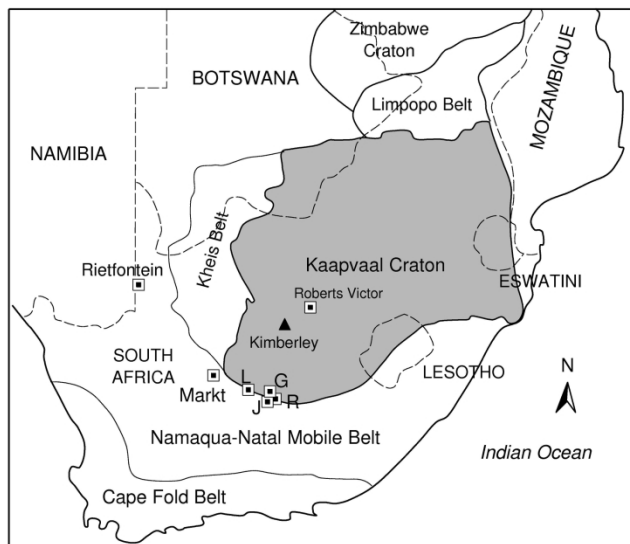 Zimbabwe
Craton
BOTSWANA
MOZAMBIQUE
Limpopo Belt
NAMIBIA
Kheis Belt
Kaapvaal Craton
Rietfontein
ESWATINI
Roberts Victor
Kimberley
SOUTH
AFRICA
LESOTHO
N
L
G
Markt
J
R
Namaqua-Natal Mobile Belt
Indian Ocean
Cape Fold Belt